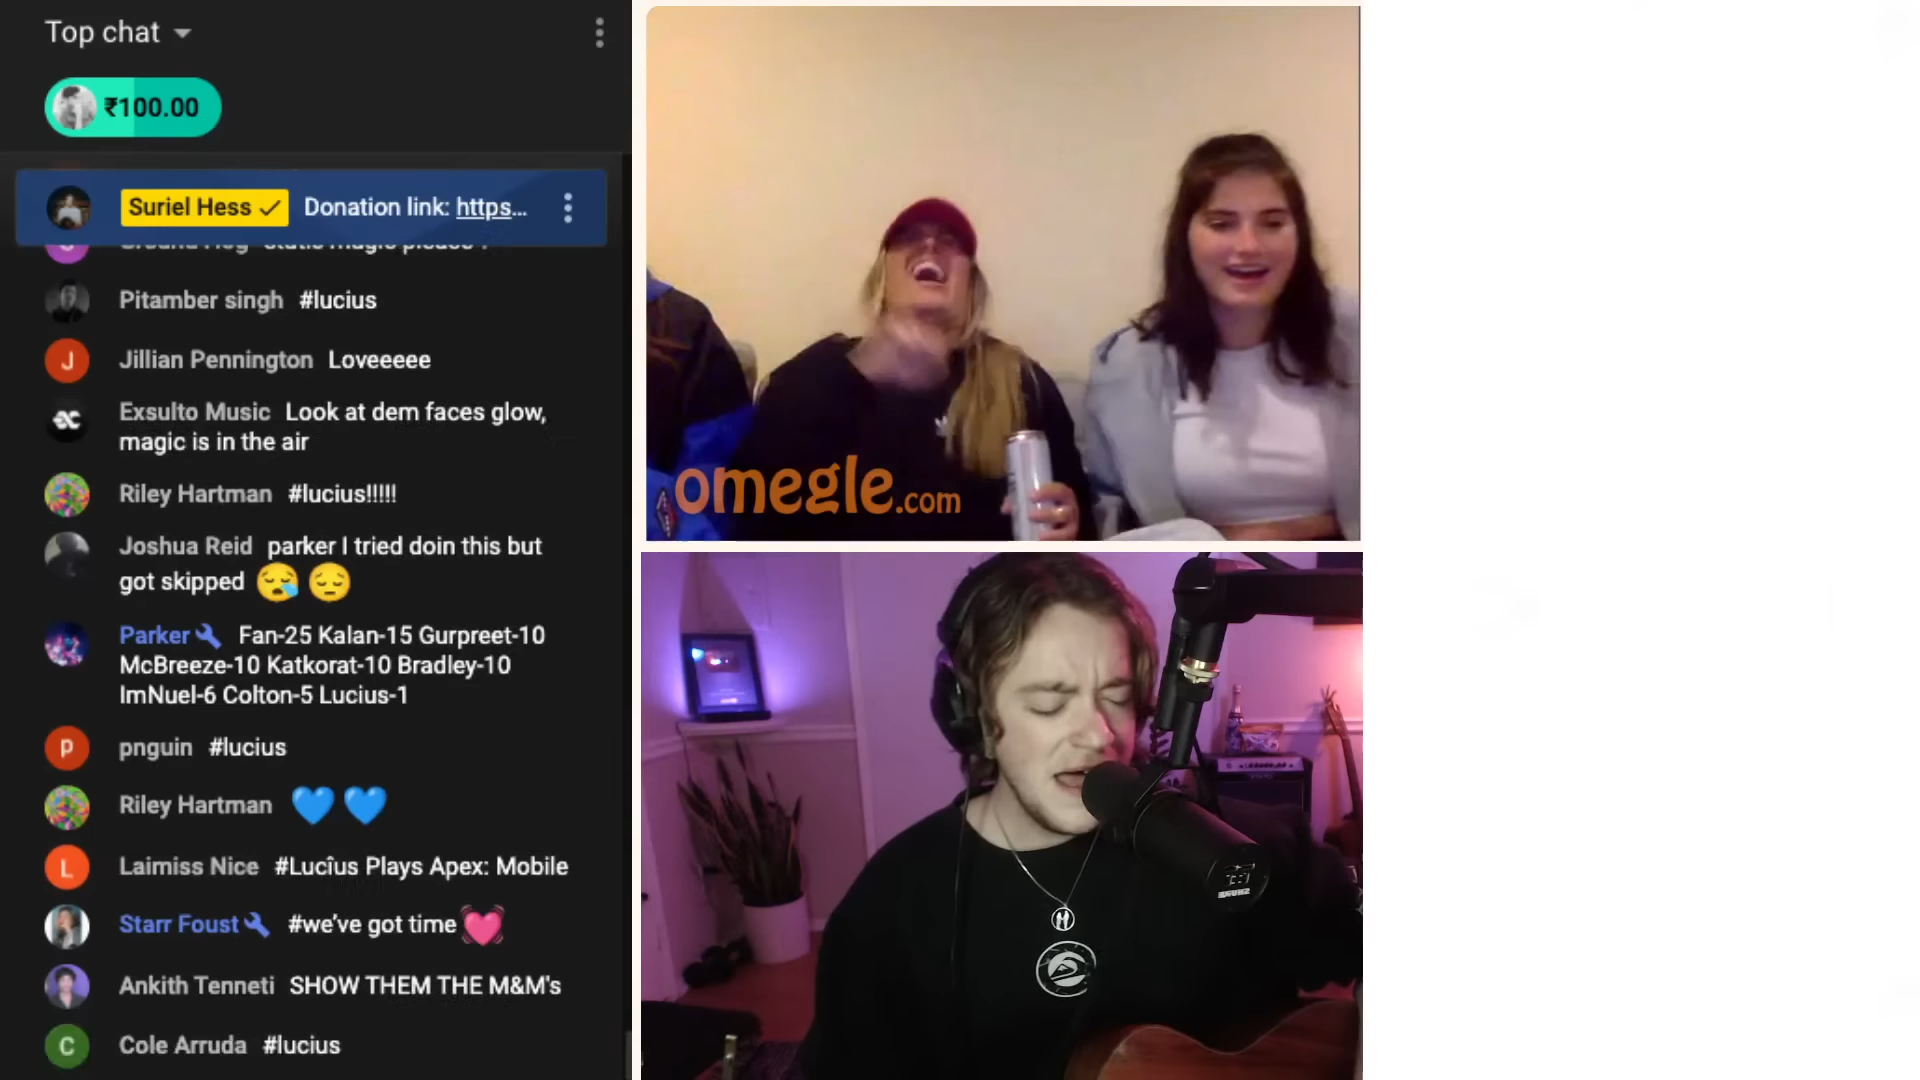 Top chat
₹100.00
Suriel Hess Donation link: https...
static magic please !
Pitamber singh #lucius
Jillian Pennington Loveeeee
Exsulto Music Look at dem faces glow,
magic is in the air
Riley Hartman #lucius!!!!!
Joshua Reid parker I tried doin this but
got skipped 😪 😔
Parker Fan-25 Kalan-15 Gurpreet-10
McBreeze-10 Katkorat-10 Bradley-10
ImNuel-6 Colton-5 Lucius-1
pnguin #lucius
Riley Hartman 💙 💙
Laimiss Nice #Lucîus Plays Apex: Mobile
Starr Foust #we've got time 💓
Ankith Tenneti SHOW THEM THE M&M's
Cole Arruda #lucius
omegle.com